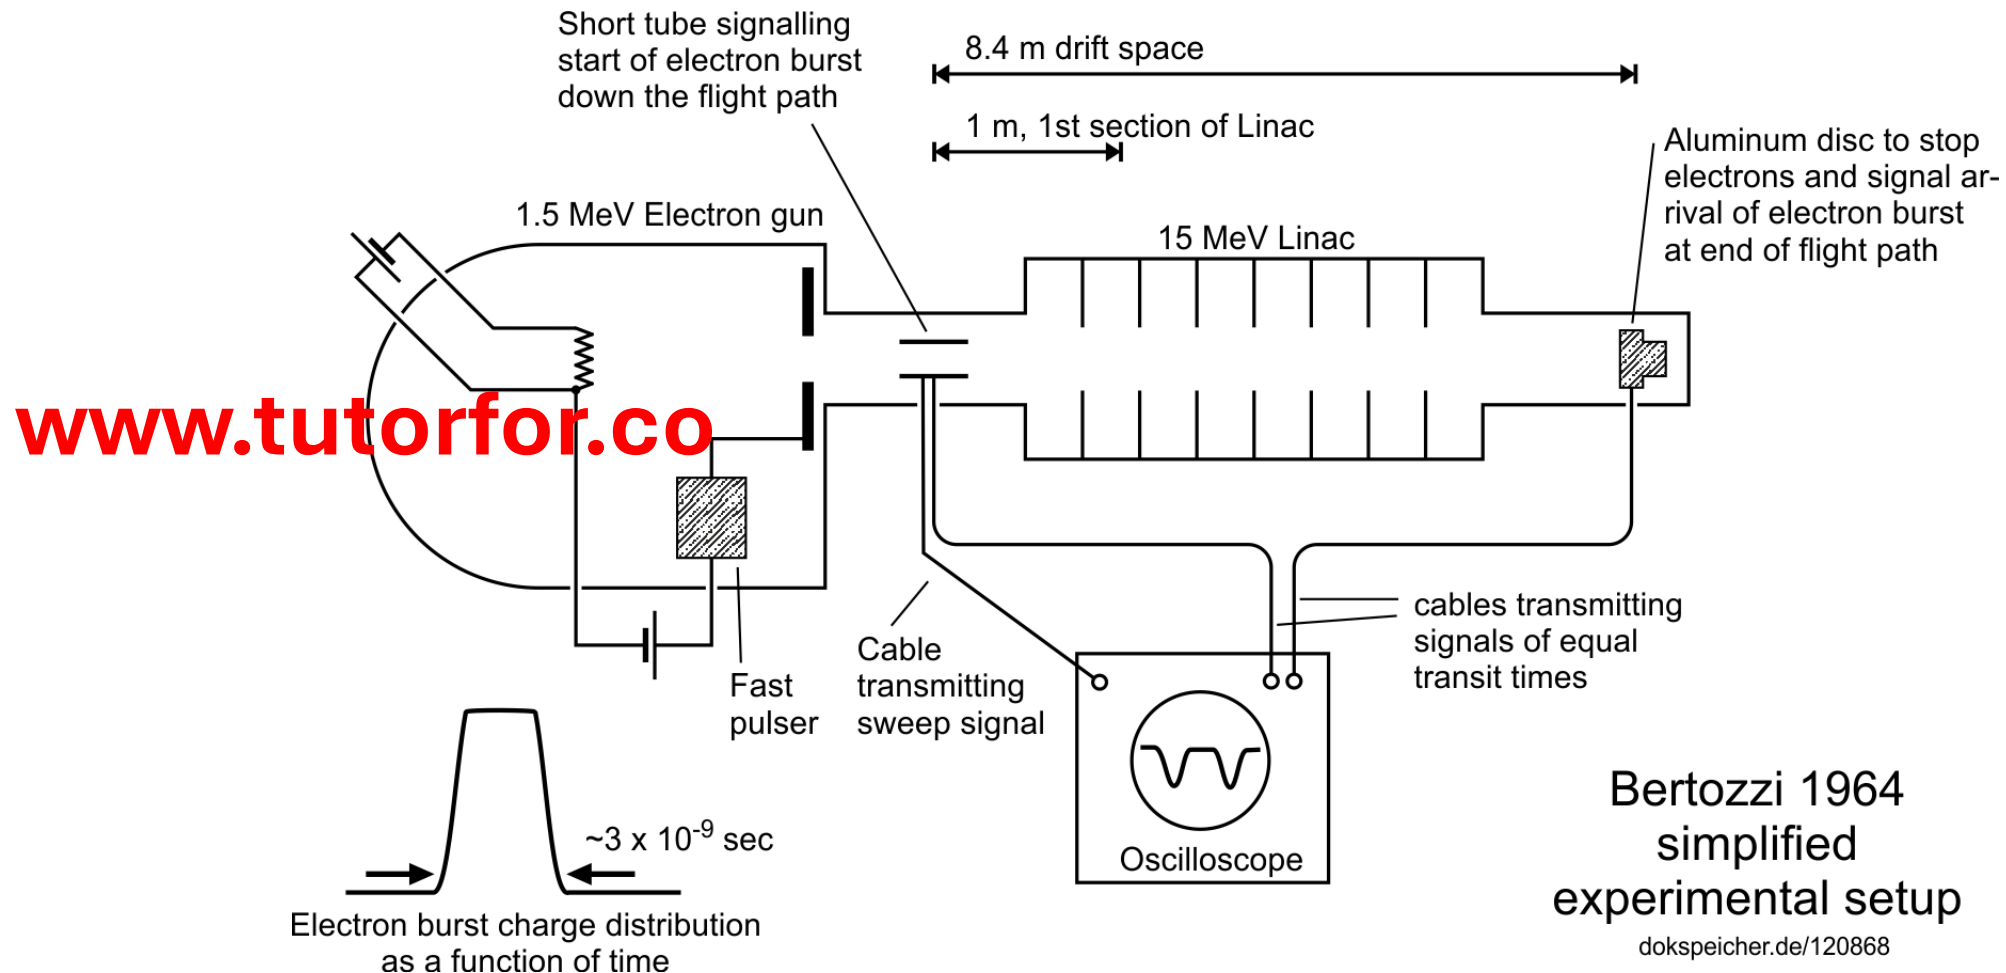 Short tube signalling
start of electron burst
down the flight path
8.4 m drift space
1 m, 1st section of Linac
Aluminum disc to stop
electrons and signal ar-
rival of electron burst
at end of flight path
1.5 MeV Electron gun
15 MeV Linac
www.tutorfor.co
cables transmitting
signals of equal
transit times
Cable
transmitting
sweep signal
Fast
pulser
~3 x 10⁻⁹ sec
Oscilloscope
Electron burst charge distribution
as a function of time
Bertozzi 1964
simplified
experimental setup
dokspeicher.de/120868